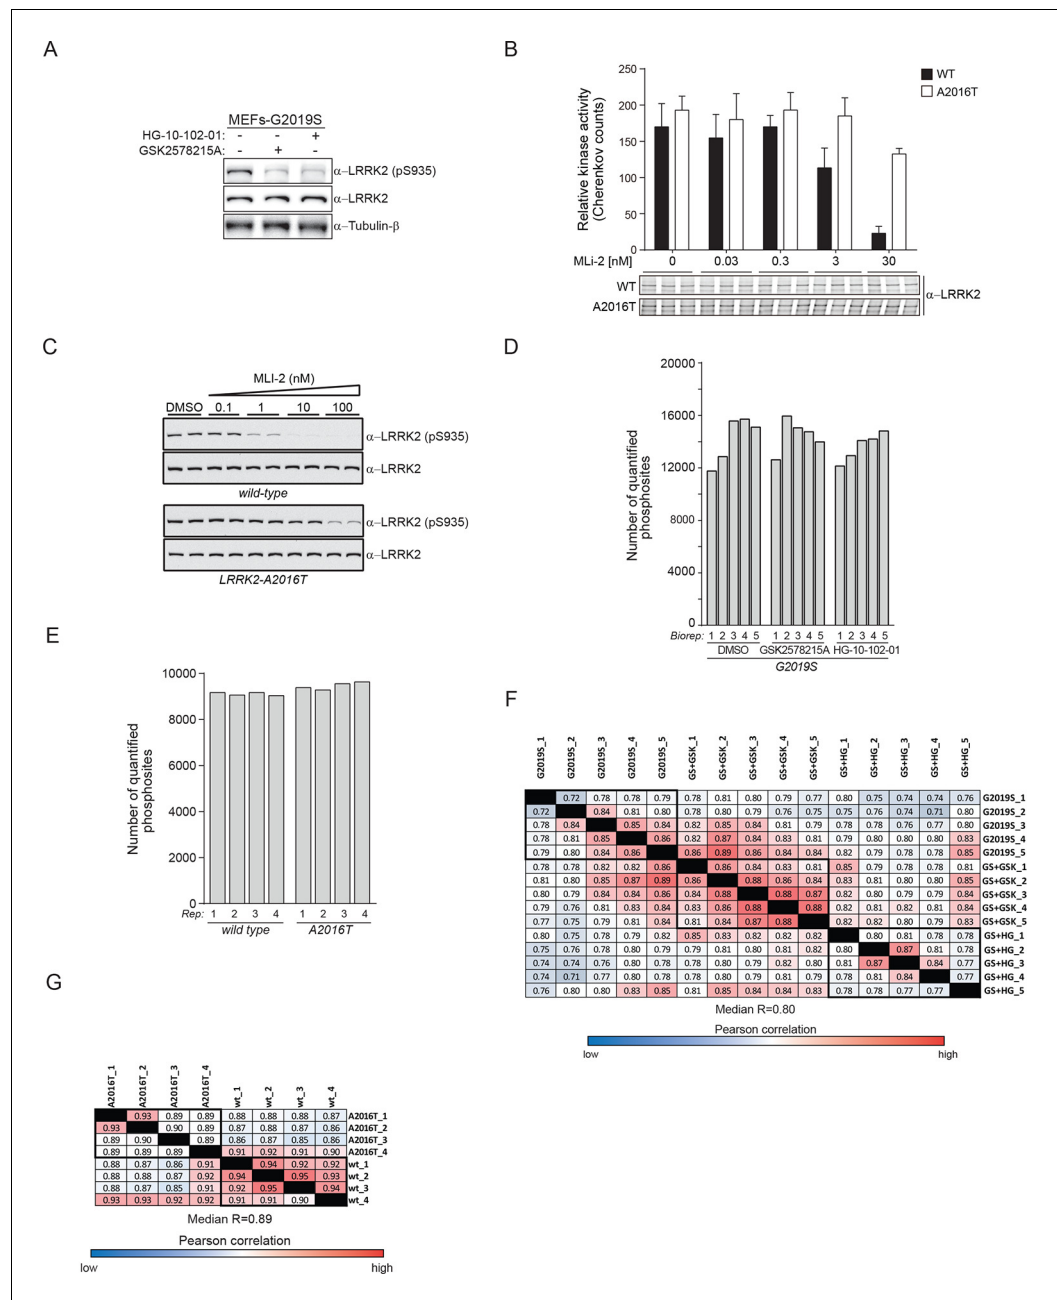 A
MEFs-G2019S
HG-10-102-01: - - +
GSK2578215A: - + -
α–LRRK2 (pS935)
α–LRRK2
α–Tubulin-β
B
WT
A2016T
Relative kinase activity
(Cherenkov counts)
250
200
150
100
50
0
MLi-2 [nM] 0 0.03 0.3 3 30
WT
A2016T
α–LRRK2
C
MLI-2 (nM)
DMSO 0.1 1 10 100
α–LRRK2 (pS935)
α–LRRK2
wild-type
α–LRRK2 (pS935)
α–LRRK2
LRRK2-A2016T
D
Number of quantified
phosphosites
20000
16000
12000
8000
4000
0
Biorep: 1 2 3 4 5 1 2 3 4 5 1 2 3 4 5
DMSO GSK2578215A HG-10-102-01
G2019S
E
Number of quantified
phosphosites
10000
8000
6000
4000
2000
0
Rep: 1 2 3 4 1 2 3 4
wild type A2016T
F
G2019S_1 G2019S_2 G2019S_3 G2019S_4 G2019S_5 GS+GSK_1 GS+GSK_2 GS+GSK_3 GS+GSK_4 GS+GSK_5 GS+HG_1 GS+HG_2 GS+HG_3 GS+HG_4 GS+HG_5
0.72 0.78 0.78 0.79 0.78 0.81 0.80 0.79 0.77 0.80 0.75 0.74 0.74 0.76 G2019S_1
0.72 0.84 0.81 0.80 0.78 0.80 0.79 0.76 0.75 0.75 0.76 0.74 0.71 0.80 G2019S_2
0.78 0.84 0.85 0.84 0.82 0.85 0.84 0.81 0.79 0.78 0.78 0.76 0.77 0.80 G2019S_3
0.78 0.81 0.85 0.86 0.82 0.87 0.84 0.83 0.81 0.79 0.80 0.80 0.80 0.83 G2019S_4
0.79 0.80 0.84 0.86 0.86 0.89 0.86 0.84 0.84 0.82 0.79 0.78 0.78 0.85 G2019S_5
0.78 0.78 0.82 0.82 0.86 0.86 0.84 0.83 0.82 0.85 0.78 0.78 0.78 0.81 GS+GSK_1
0.81 0.80 0.85 0.87 0.89 0.86 0.88 0.86 0.84 0.83 0.81 0.80 0.80 0.85 GS+GSK_2
0.80 0.79 0.84 0.84 0.86 0.84 0.88 0.88 0.87 0.82 0.80 0.79 0.79 0.84 GS+GSK_3
0.79 0.76 0.81 0.83 0.84 0.83 0.86 0.88 0.88 0.82 0.81 0.82 0.81 0.84 GS+GSK_4
0.77 0.75 0.79 0.81 0.84 0.82 0.84 0.87 0.88 0.82 0.82 0.80 0.79 0.83 GS+GSK_5
0.80 0.75 0.78 0.79 0.82 0.85 0.83 0.82 0.82 0.82 0.80 0.81 0.78 0.78 GS+HG_1
0.75 0.76 0.78 0.80 0.79 0.78 0.81 0.80 0.81 0.82 0.80 0.87 0.81 0.78 GS+HG_2
0.74 0.74 0.76 0.80 0.78 0.78 0.80 0.79 0.82 0.80 0.81 0.87 0.84 0.77 GS+HG_3
0.74 0.71 0.77 0.80 0.78 0.78 0.80 0.79 0.81 0.79 0.78 0.81 0.84 0.77 GS+HG_4
0.76 0.80 0.80 0.83 0.85 0.81 0.85 0.84 0.84 0.83 0.78 0.78 0.77 0.77 GS+HG_5
Median R=0.80
Pearson correlation
low high
G
A2016T_1 A2016T_2 A2016T_3 A2016T_4 wt_1 wt_2 wt_3 wt_4
0.93 0.89 0.89 0.88 0.88 0.88 0.87 A2016T_1
0.93 0.90 0.89 0.87 0.88 0.87 0.86 A2016T_2
0.89 0.90 0.89 0.86 0.87 0.85 0.86 A2016T_3
0.89 0.89 0.89 0.91 0.92 0.91 0.90 A2016T_4
0.88 0.87 0.86 0.91 0.94 0.92 0.92 wt_1
0.88 0.88 0.87 0.92 0.94 0.95 0.93 wt_2
0.88 0.87 0.85 0.91 0.92 0.95 0.94 wt_3
0.93 0.93 0.92 0.92 0.91 0.91 0.90 wt_4
Median R=0.89
Pearson correlation
low high